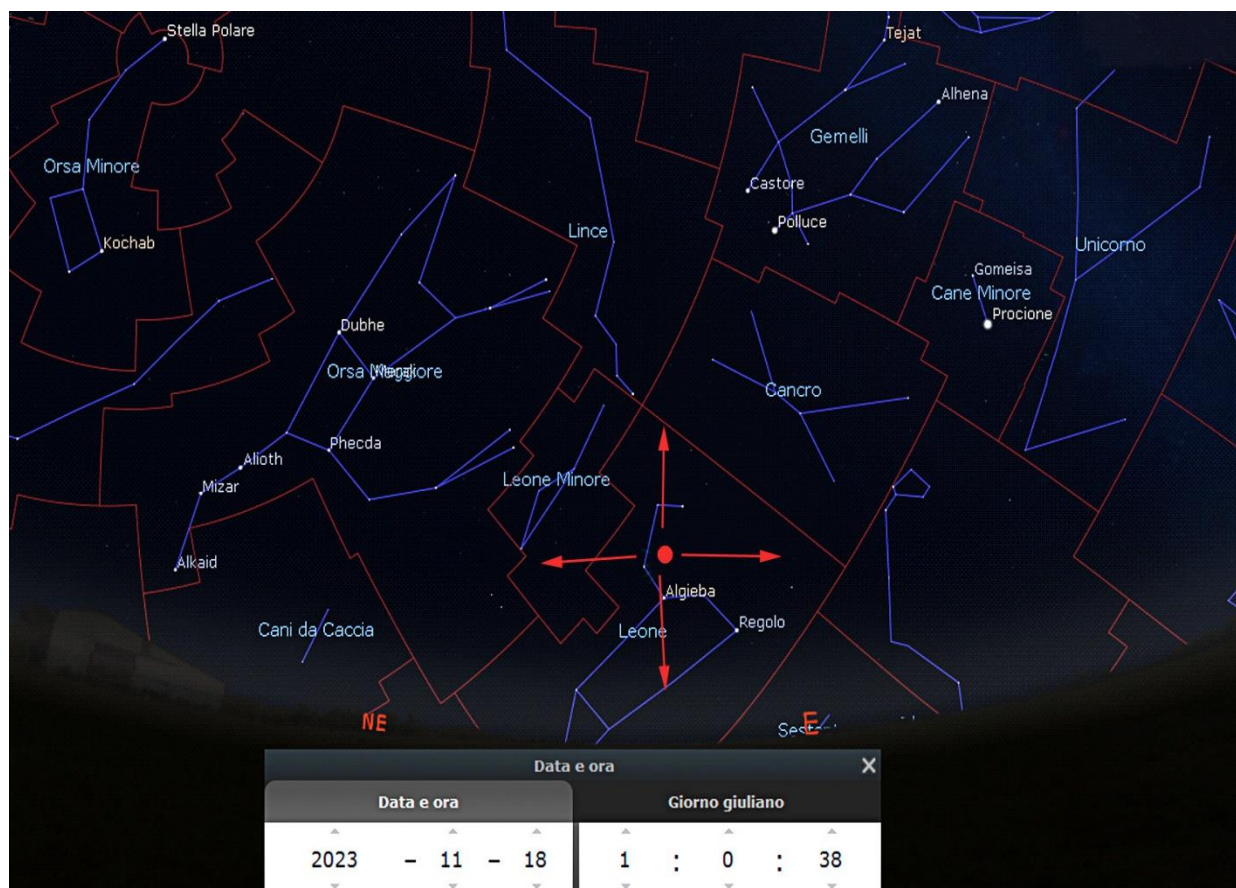 Stella Polare
Tejat
Alhena
Gemelli
Orsa Minore
Castore
Polluce
Lince
Kochab
Unicorno
Gomeisa
Cane Minore
Procione
Dubhe
Orsa Maggiore
Cancro
Phecda
Alioth
Leone Minore
Mizar
Alkaid
Algieba
Regolo
Cani da Caccia
Leone
NE
E
Data e ora
X
Data e ora Giorno giuliano
2023 - 11 - 18 1 : 0 : 38